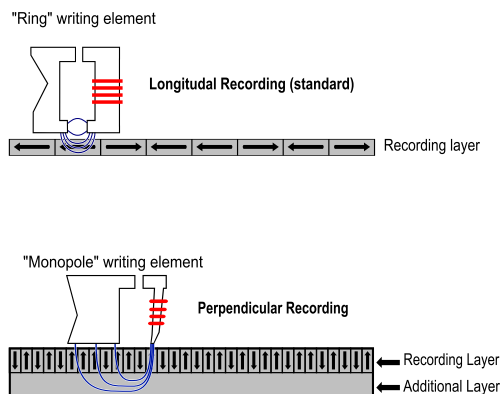 "Ring" writing element
Longitudal Recording (standard)
Recording layer
"Monopole" writing element
Perpendicular Recording
Recording Layer
Additional Layer